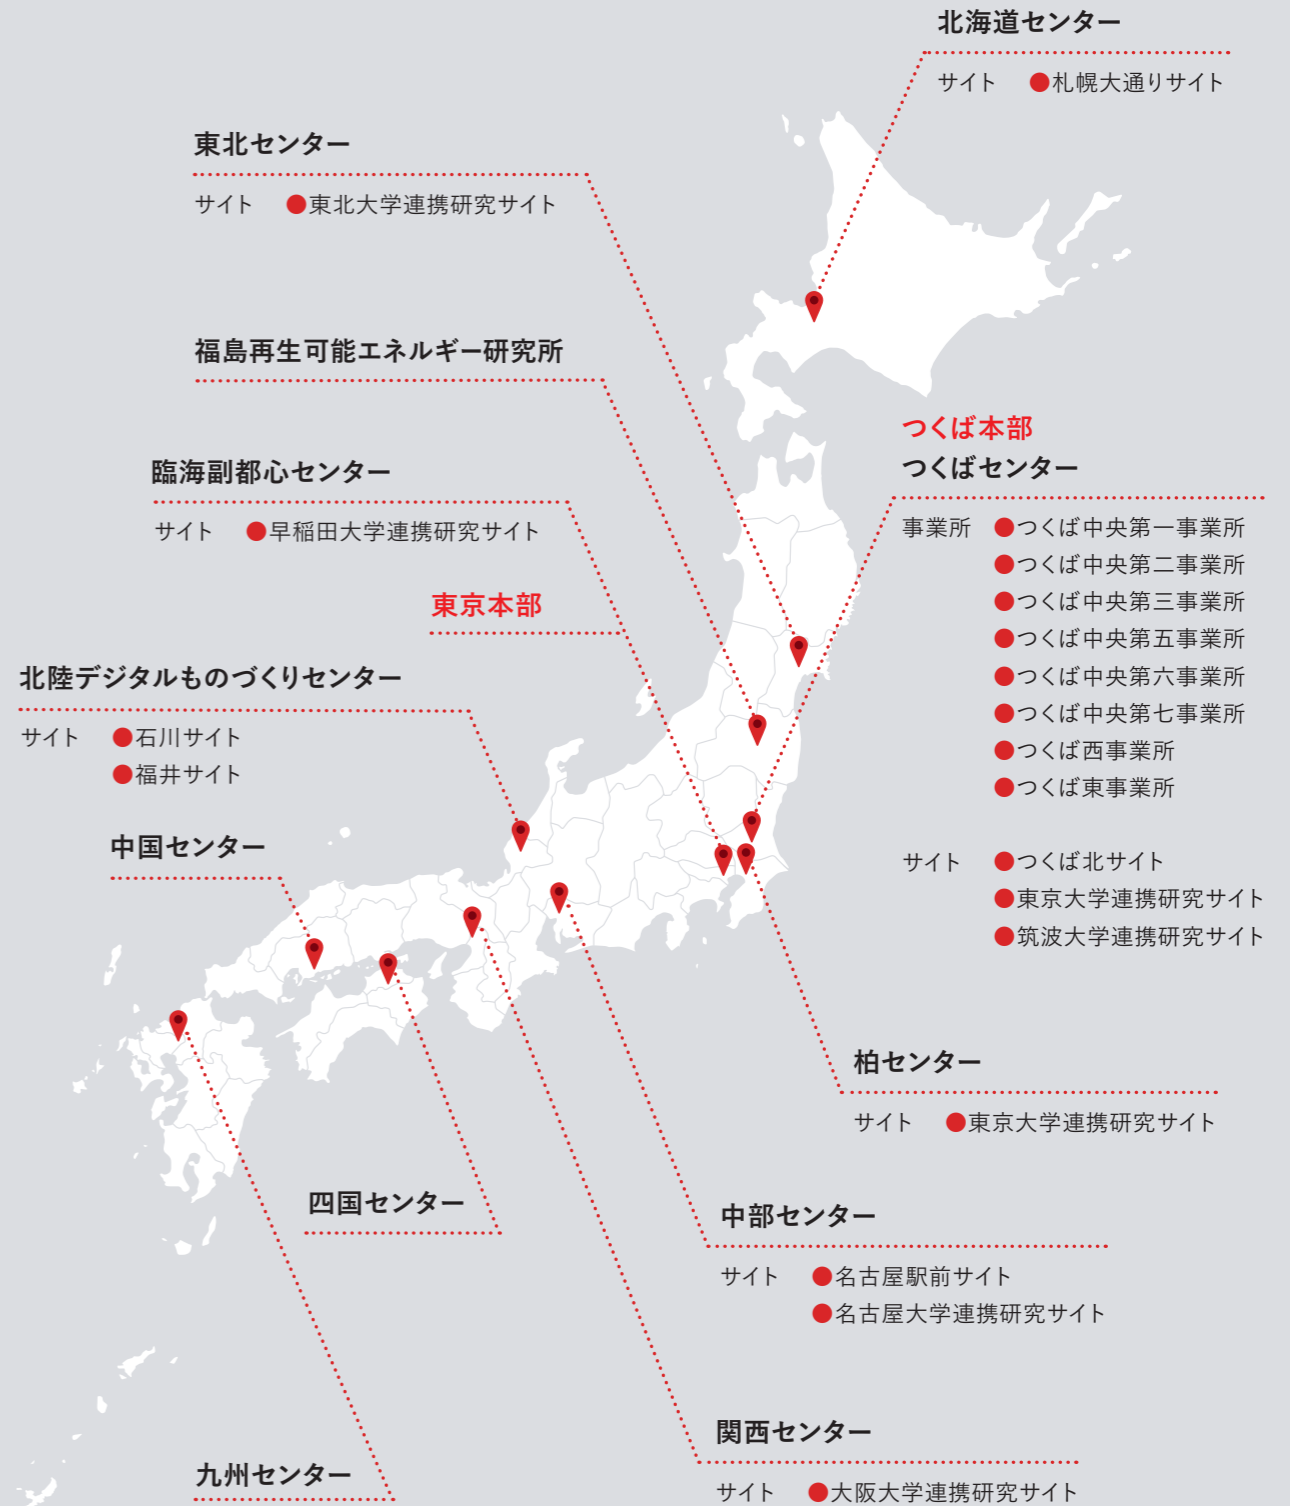 北海道センター
サイト ●札幌大通りサイト
東北センター
サイト ●東北大学連携研究サイト
福島再生可能エネルギー研究所
つくば本部
つくばセンター
事業所 ●つくば中央第一事業所
●つくば中央第二事業所
●つくば中央第三事業所
●つくば中央第五事業所
●つくば中央第六事業所
●つくば中央第七事業所
●つくば西事業所
●つくば東事業所
サイト ●つくば北サイト
●東京大学連携研究サイト
●筑波大学連携研究サイト
臨海副都心センター
サイト ●早稲田大学連携研究サイト
東京本部
北陸デジタルものづくりセンター
サイト ●石川サイト
●福井サイト
中国センター
柏センター
サイト ●東京大学連携研究サイト
四国センター
中部センター
サイト ●名古屋駅前サイト
●名古屋大学連携研究サイト
関西センター
サイト ●大阪大学連携研究サイト
九州センター